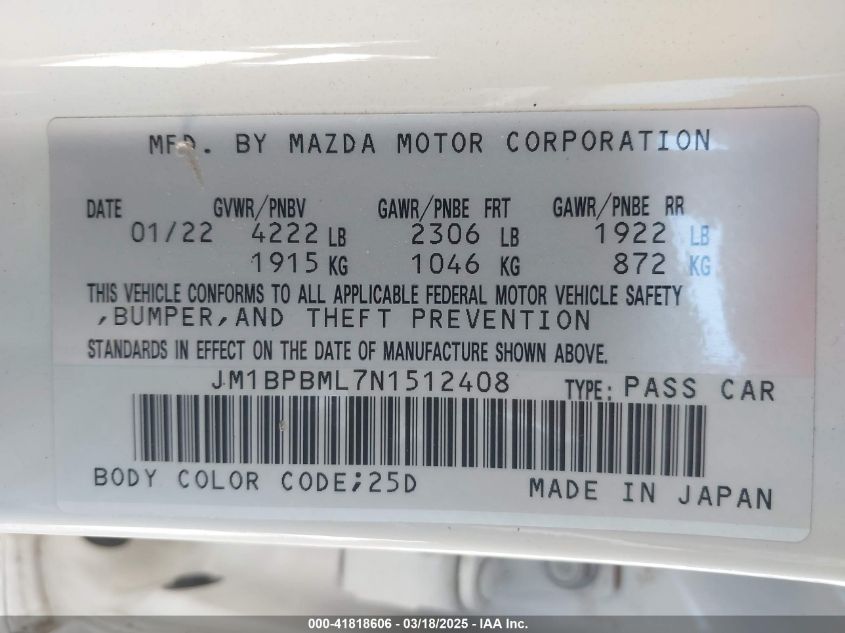 MFD. BY MAZDA MOTOR CORPORATION
DATE GVWR/PNBV GAWR/PNBE FRT GAWR/PNBE RR
01/22 4222 LB 2306 LB 1922 LB
1915 KG 1046 KG 872 KG
THIS VEHICLE CONFORMS TO ALL APPLICABLE FEDERAL MOTOR VEHICLE SAFETY
,BUMPER,AND THEFT PREVENTION
STANDARDS IN EFFECT ON THE DATE OF MANUFACTURE SHOWN ABOVE.
JM1BPBML7N1512408 TYPE: PASS CAR
BODY COLOR CODE;25D MADE IN JAPAN
000-41818606 - 03/18/2025 - IAA Inc.